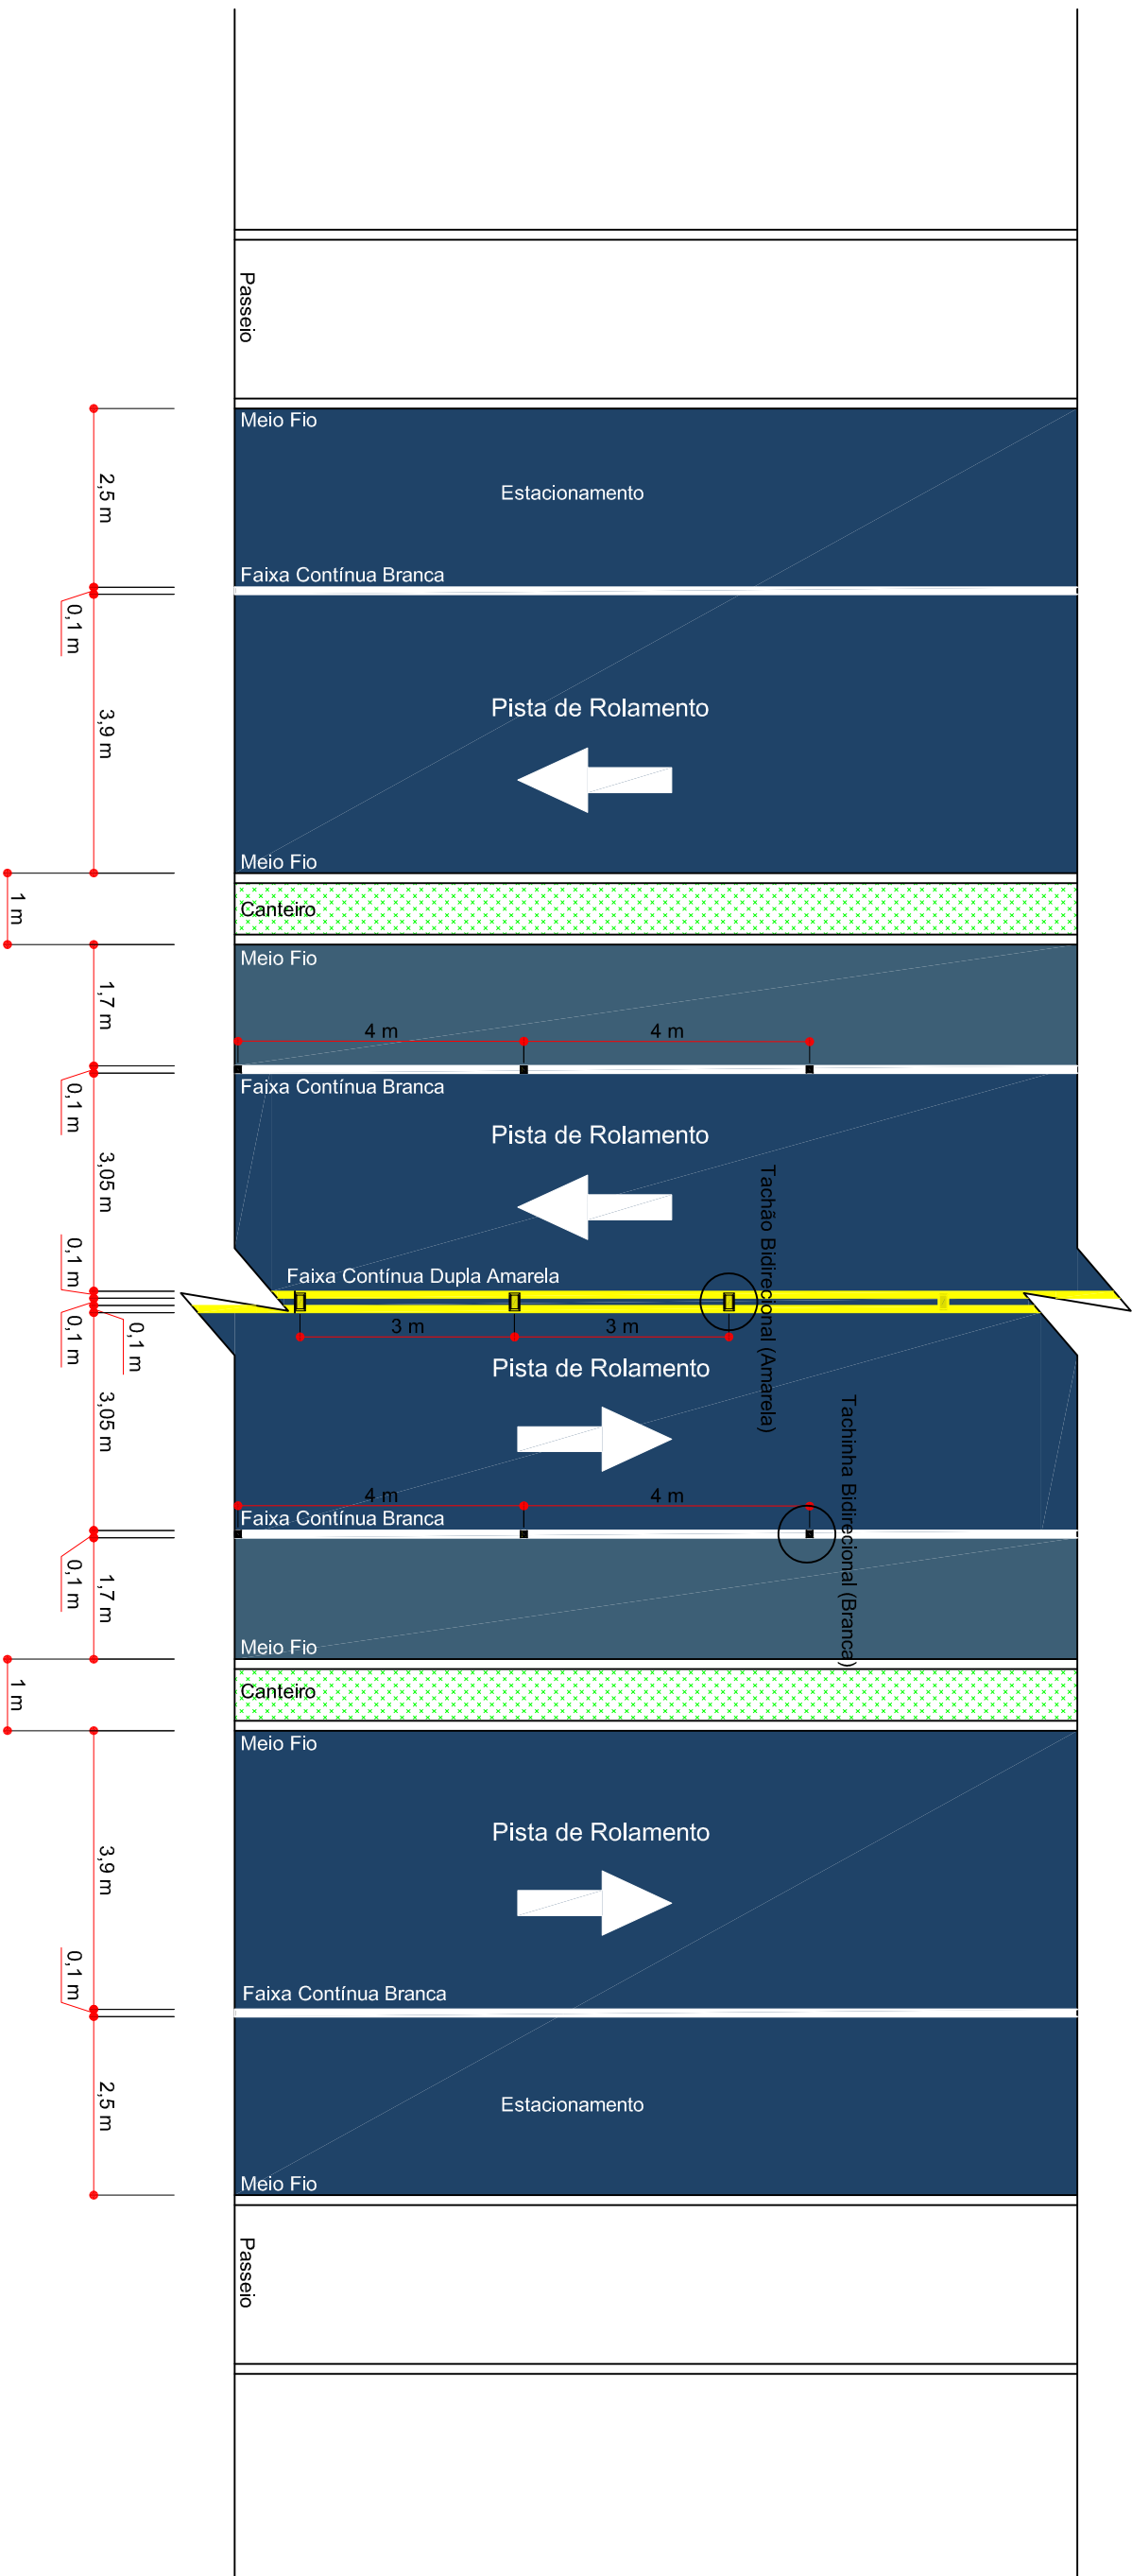 Passeio
Meio Fio
2,5 m
Estacionamento
Faixa Contínua Branca
0,1 m
3,9 m
Pista de Rolamento
Meio Fio
1 m
Canteiro
Meio Fio
1,7 m
4 m
4 m
Faixa Contínua Branca
0,1 m
Pista de Rolamento
3,05 m
Tachão Bidirecional (Amarela)
0,1 m
Faixa Contínua Dupla Amarela
0,1 m
0,1 m
3 m
3 m
Pista de Rolamento
3,05 m
Tachinha Bidirecional (Branca)
4 m
4 m
Faixa Contínua Branca
0,1 m
1,7 m
Meio Fio
1 m
Canteiro
Meio Fio
Pista de Rolamento
3,9 m
0,1 m
Faixa Contínua Branca
2,5 m
Estacionamento
Meio Fio
Passeio